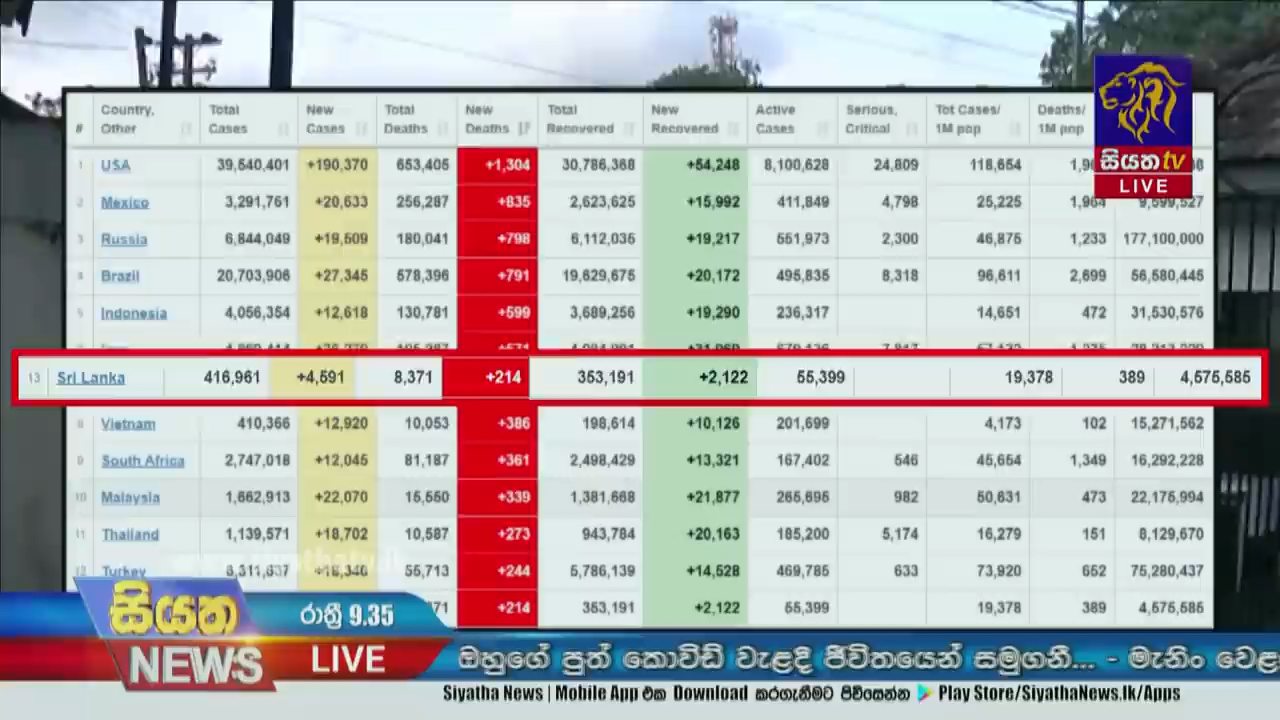 # Country, Other Total Cases New Cases Total Deaths New Deaths Total Recovered New Recovered Active Cases Serious, Critical Tot Cases/ 1M pop Deaths/ 1M pop
සියත tv
LIVE
1 USA 39,540,401 +190,370 653,405 +1,304 30,786,368 +54,248 8,100,628 24,809 118,654
2 Mexico 3,291,761 +20,633 256,287 +835 2,623,625 +15,992 411,849 4,798 25,225 1,964 9,599,527
3 Russia 6,844,049 +19,509 180,041 +798 6,112,035 +19,217 551,973 2,300 46,875 1,233 177,100,000
4 Brazil 20,703,906 +27,345 578,396 +791 19,629,675 +20,172 495,835 8,318 96,611 2,699 56,580,445
5 Indonesia 4,056,354 +12,618 130,781 +599 3,689,256 +19,290 236,317 14,651 472 31,530,576
13 Sri Lanka 416,961 +4,591 8,371 +214 353,191 +2,122 55,399 19,378 389 4,575,585
8 Vietnam 410,366 +12,920 10,053 +386 198,614 +10,126 201,699 4,173 102 15,271,562
9 South Africa 2,747,018 +12,045 81,187 +361 2,498,429 +13,321 167,402 546 45,654 1,349 16,292,228
10 Malaysia 1,662,913 +22,070 15,550 +339 1,381,668 +21,877 265,695 982 50,631 473 22,175,994
11 Thailand 1,139,571 +18,702 10,587 +273 943,784 +20,163 185,200 5,174 16,279 151 8,129,670
12 Turkey 55,713 +244 5,786,139 +14,528 469,785 633 73,920 652 75,280,437
+214 353,191 +2,122 55,399 19,378 389 4,575,585
සියත
NEWS
රාත්‍රී 9.35
LIVE
ඔහුගේ පුත් කොවිඩ් වැළදී ජීවිතයෙන් සමුගනී... - මැනිං වෙළ
Siyatha News | Mobile App එක Download කරගැනීමට පිවිසෙන්න Play Store/SiyathaNews.lk/Apps